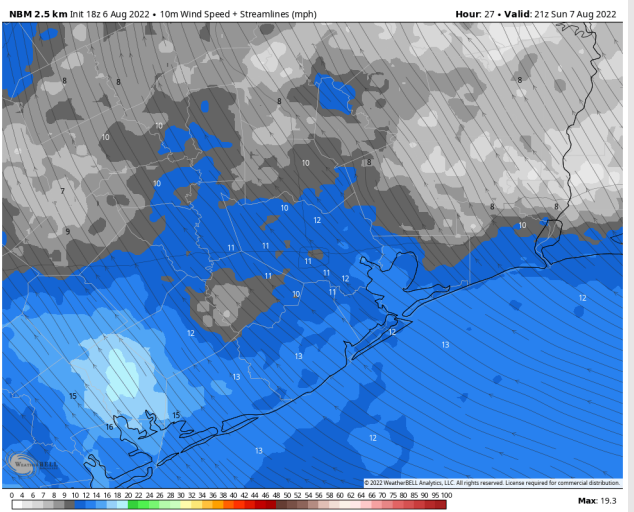 NBM 2.5 km Init 18z 6 Aug 2022 • 10m Wind Speed + Streamlines (mph) Hour: 27 • Valid: 21z Sun 7 Aug 2022
8 8 8
8
10 10
10 8
10
7
10 8 8
12
9 10
11 11
11
11 11 12
10 11
12
12 12
13 13
13
15
15
16
12
13
WeatherBELL
© 2022 WeatherBELL Analytics, LLC. All rights reserved. License required for commercial distribution.
0 4 6 7 8 9 10 12 14 16 18 20 22 24 26 28 30 32 34 36 38 40 42 44 46 48 50 52 54 56 58 60 62 64 66 70 75 80 85 90 95 100
Max: 19.3